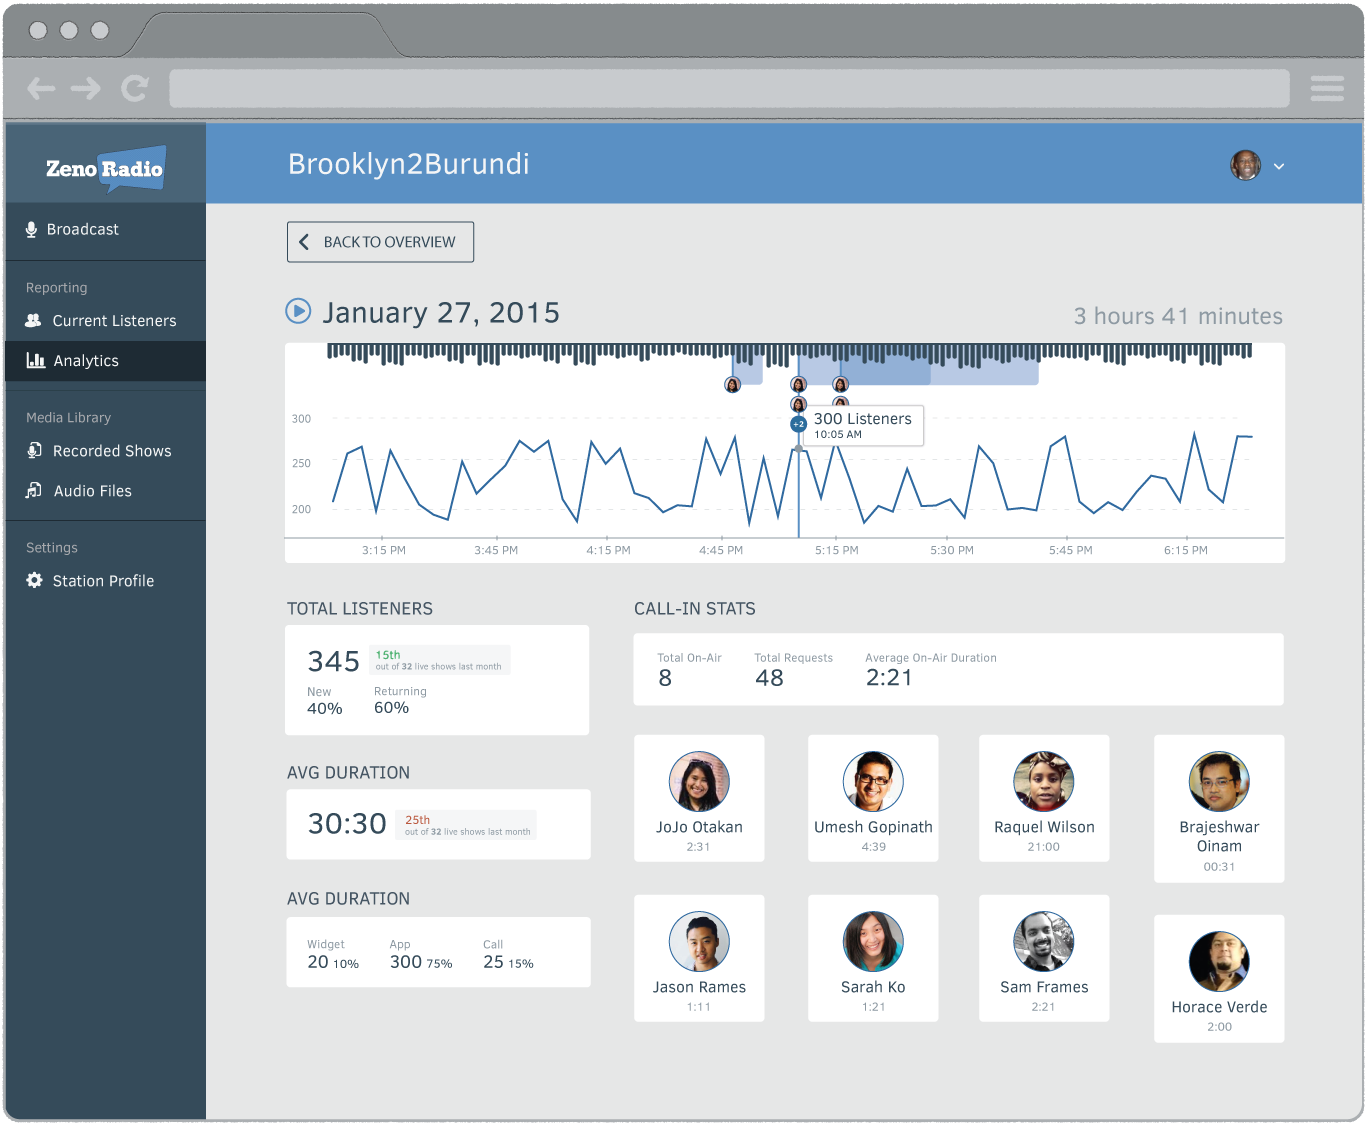 Zeno Radio
Brooklyn2Burundi
Broadcast
Reporting
Current Listeners
Analytics
Media Library
Recorded Shows
Audio Files
Settings
Station Profile
BACK TO OVERVIEW
January 27, 2015
3 hours 41 minutes
+2
300 Listeners
10:05 AM
300
250
200
3:15 PM
3:45 PM
4:15 PM
4:45 PM
5:15 PM
5:30 PM
5:45 PM
6:15 PM
TOTAL LISTENERS
345
15th
out of 32 live shows last month
New
Returning
40%
60%
AVG DURATION
30:30
25th
out of 32 live shows last month
AVG DURATION
Widget
App
Call
20 10%
300 75%
25 15%
CALL-IN STATS
Total On-Air
Total Requests
Average On-Air Duration
8
48
2:21
JoJo Otakan
2:31
Umesh Gopinath
4:39
Raquel Wilson
21:00
Brajeshwar
Oinam
00:31
Jason Rames
1:11
Sarah Ko
1:21
Sam Frames
2:21
Horace Verde
2:00